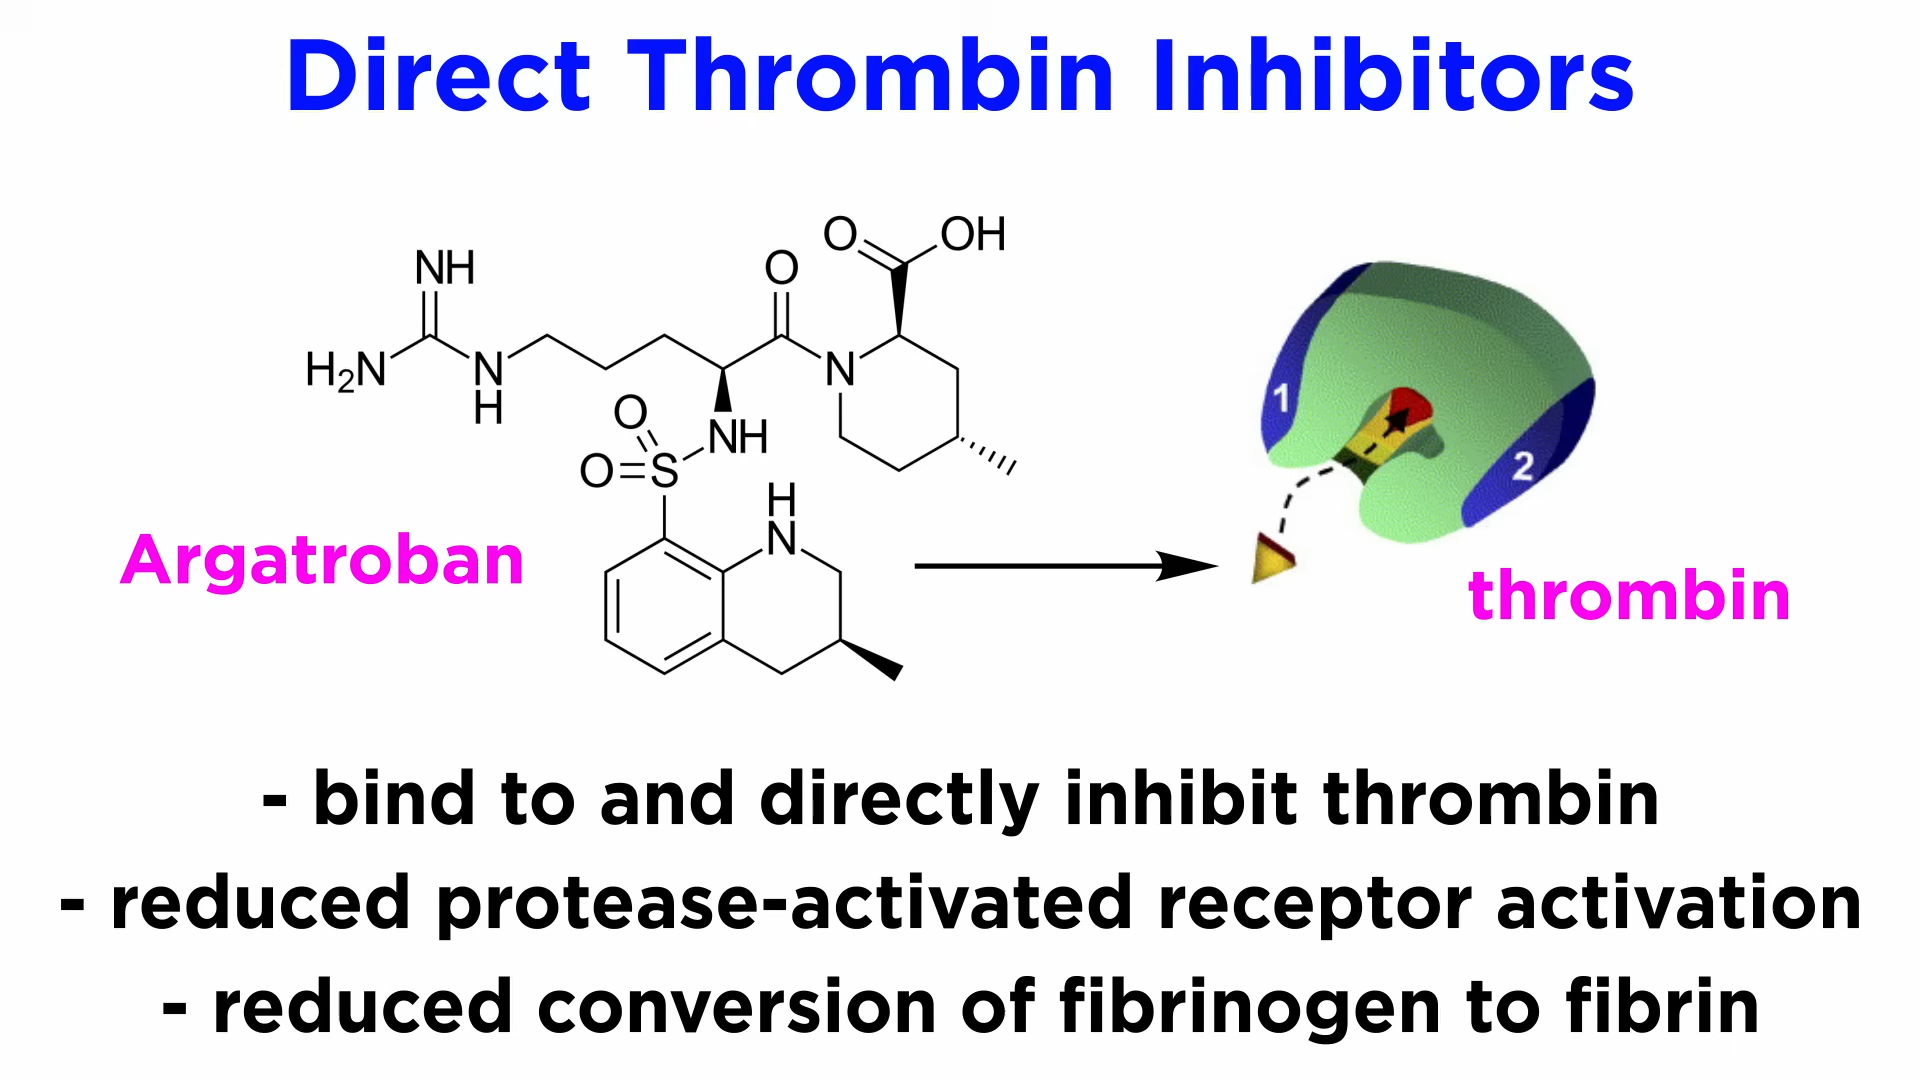 Direct Thrombin Inhibitors
O OH
NH O
H₂N N H N
O NH
O=S
H N
1
2
Argatroban
thrombin
- bind to and directly inhibit thrombin
- reduced protease-activated receptor activation
- reduced conversion of fibrinogen to fibrin